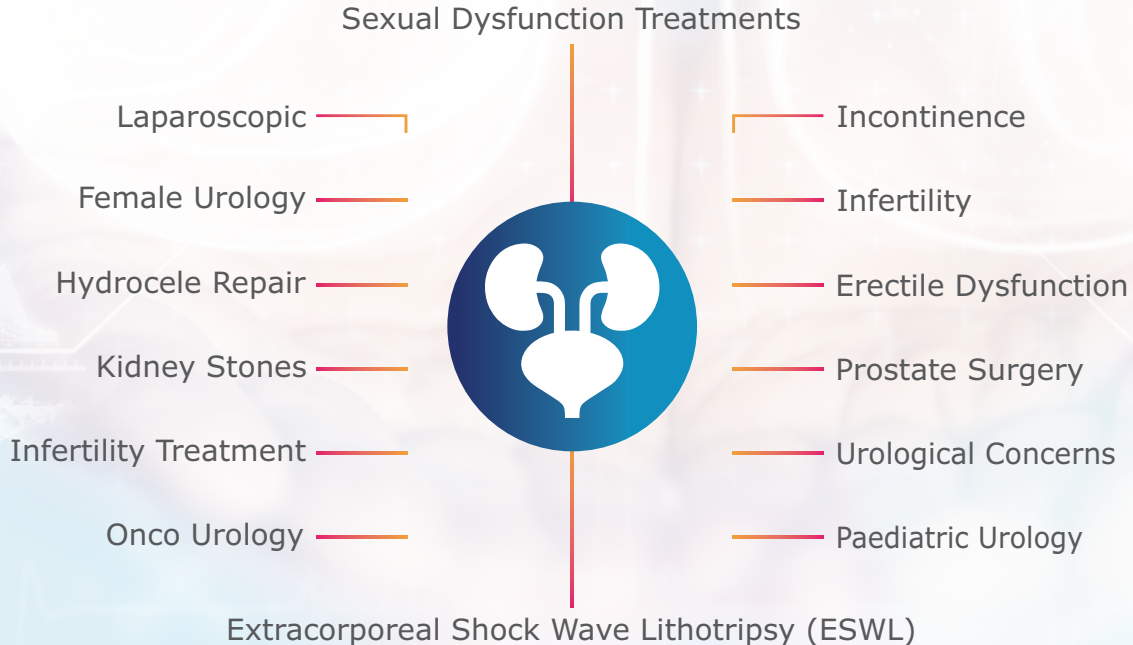 Sexual Dysfunction Treatments
Laparoscopic
Female Urology
Hydrocele Repair
Kidney Stones
Infertility Treatment
Onco Urology
Incontinence
Infertility
Erectile Dysfunction
Prostate Surgery
Urological Concerns
Paediatric Urology
Extracorporeal Shock Wave Lithotripsy (ESWL)